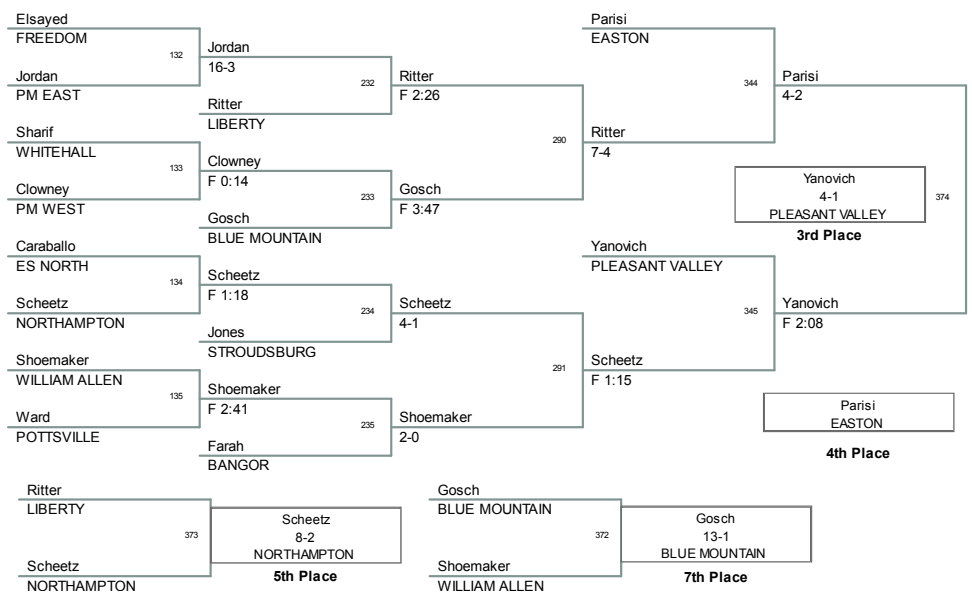 Elsayed
FREEDOM
132
Jordan
PM EAST
Jordan
16-3
232
Ritter
LIBERTY
Sharif
WHITEHALL
133
Clowney
PM WEST
Clowney
F 0:14
233
Gosch
BLUE MOUNTAIN
Caraballo
ES NORTH
134
Scheetz
NORTHAMPTON
Scheetz
F 1:18
234
Jones
STROUDSBURG
Shoemaker
WILLIAM ALLEN
135
Ward
POTTSVILLE
Shoemaker
F 2:41
235
Farah
BANGOR
Ritter
F 2:26
290
Gosch
F 3:47
Scheetz
4-1
291
Shoemaker
2-0
Parisi
EASTON
344
Ritter
7-4
Yanovich
PLEASANT VALLEY
345
Scheetz
F 1:15
Parisi
4-2
374
Yanovich
F 2:08
Yanovich
4-1
PLEASANT VALLEY
3rd Place
Parisi
EASTON
4th Place
Ritter
LIBERTY
373
Scheetz
NORTHAMPTON
Scheetz
8-2
NORTHAMPTON
5th Place
Gosch
BLUE MOUNTAIN
372
Shoemaker
WILLIAM ALLEN
Gosch
13-1
BLUE MOUNTAIN
7th Place